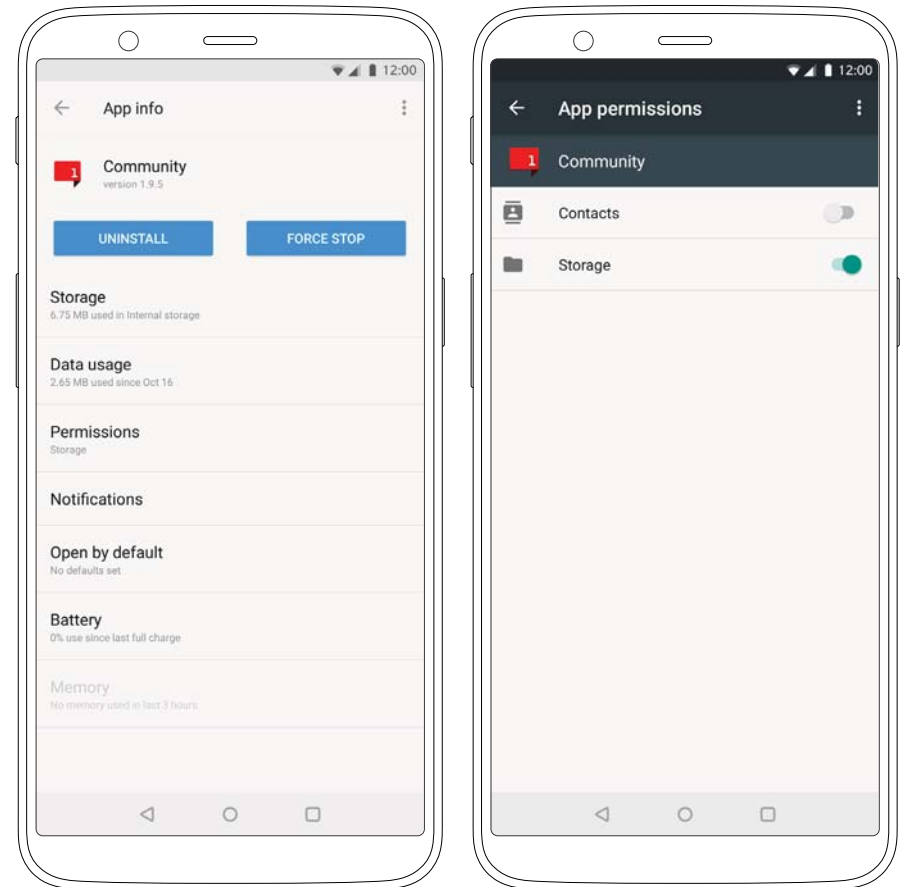 12:00
App info
1
Community
version 1.9.5
UNINSTALL
FORCE STOP
Storage
6.75 MB used in Internal storage
Data usage
2.65 MB used since Oct 16
Permissions
Storage
Notifications
Open by default
No defaults set
Battery
0% use since last full charge
Memory
No memory used in last 3 hours
12:00
App permissions
1
Community
Contacts
Storage